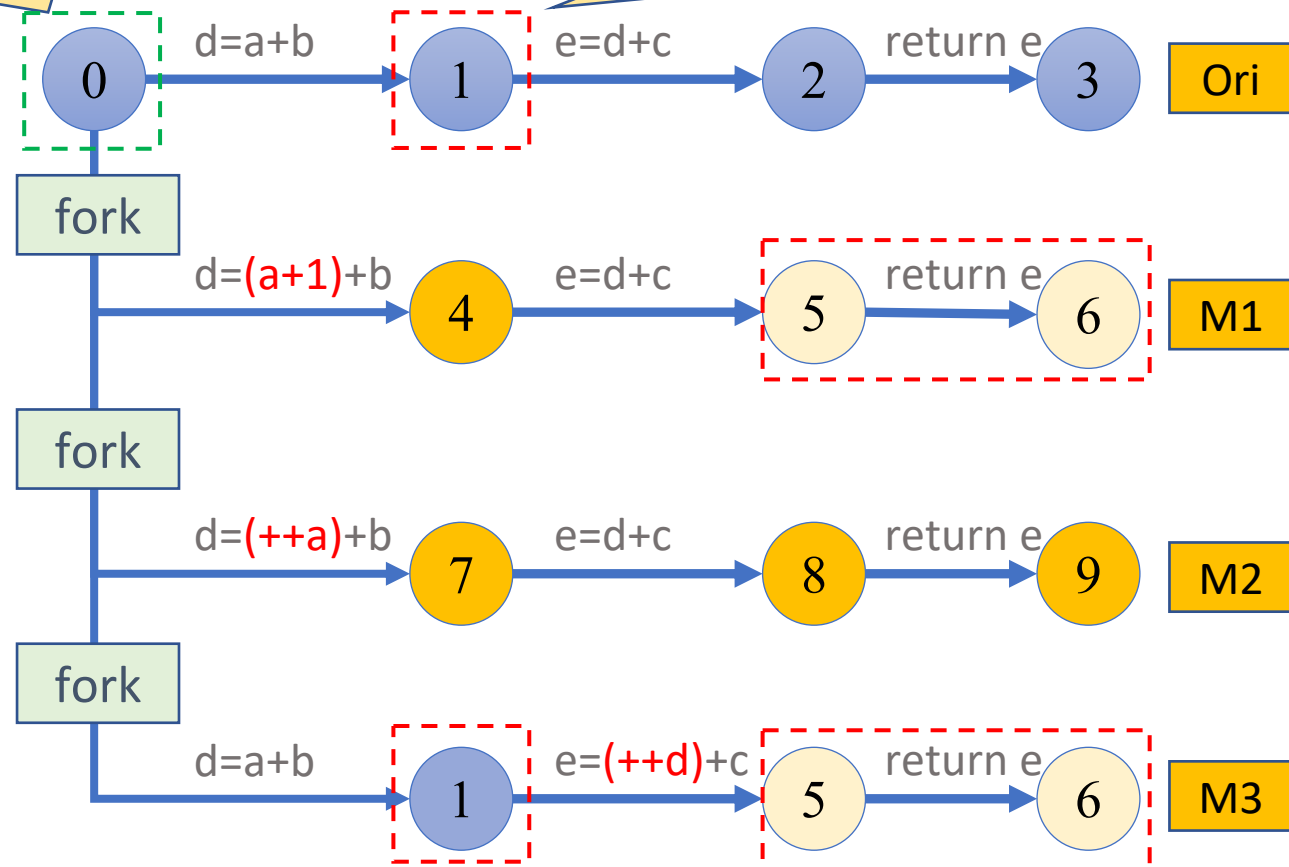 d=a+b e=d+c return e
0 1 2 3 Ori
fork
d=(a+1)+b e=d+c return e
4 5 6 M1
fork
d=(++a)+b e=d+c return e
7 8 9 M2
fork
d=a+b e=(++d)+c return e
1 5 6 M3